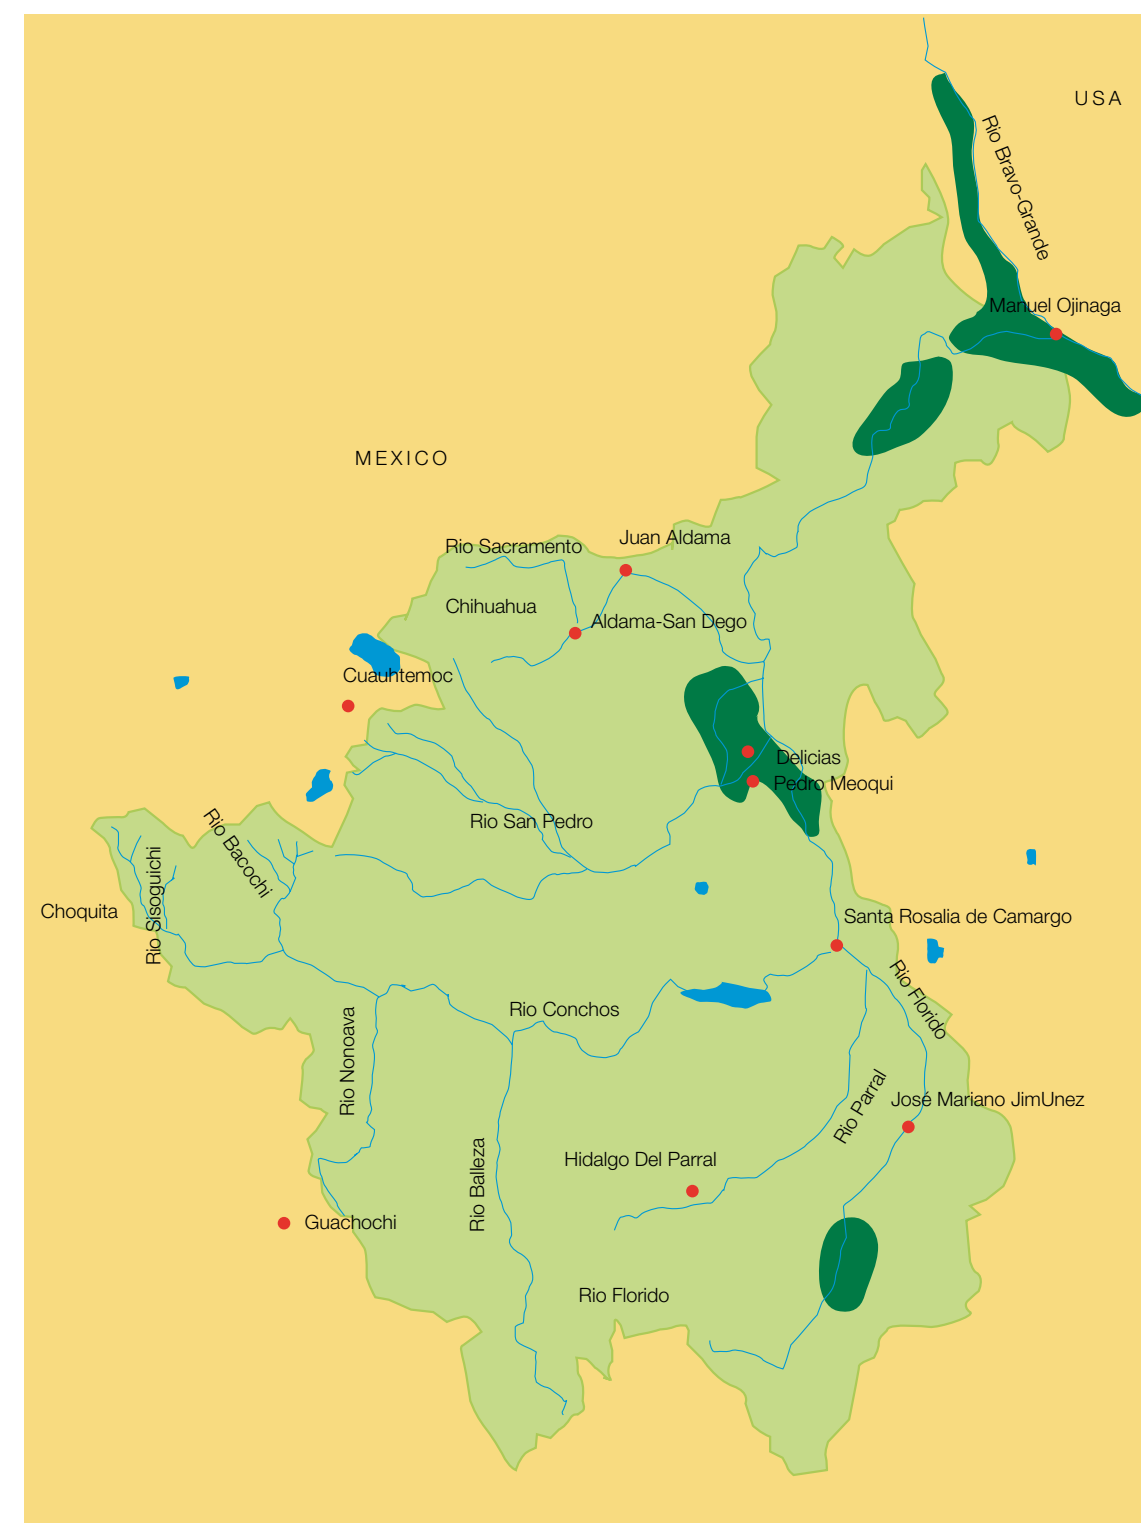 USA
Rio Bravo-Grande
Manuel Ojinaga
MEXICO
Juan Aldama
Rio Sacramento
Chihuahua
Aldama-San Dego
Cuauhtemoc
Delicias
Pedro Meoqui
Rio San Pedro
Rio Bacochi
Rio Sisoguichi
Choquita
Santa Rosalia de Camargo
Rio Florido
Rio Conchos
Rio Nonoava
Rio Parral
José Mariano JimUnez
Rio Balleza
Hidalgo Del Parral
Guachochi
Rio Florido